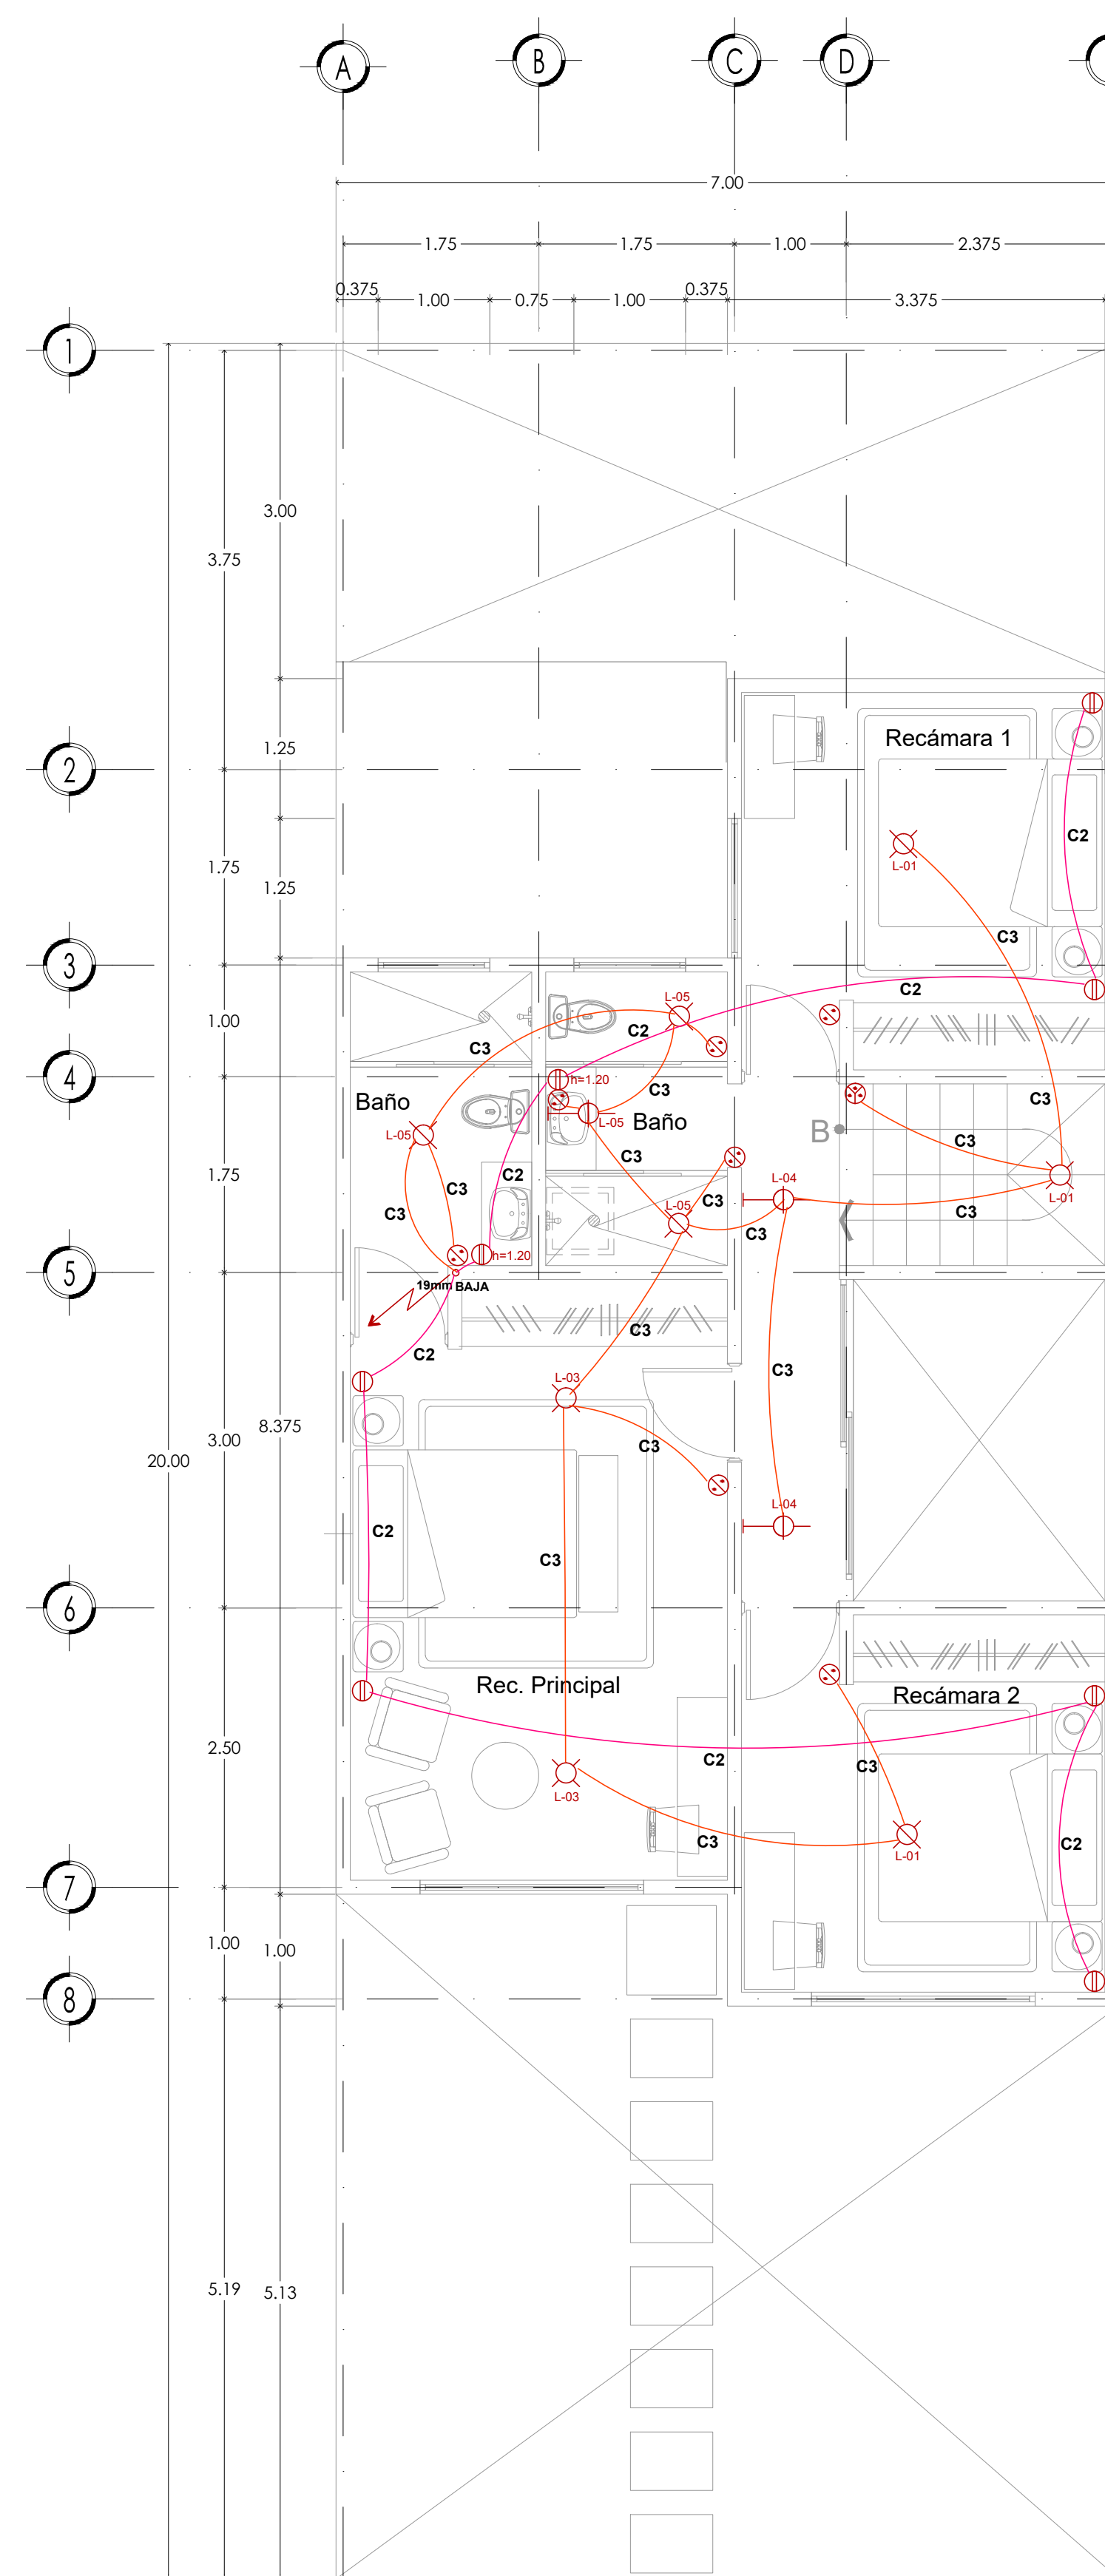 A
B
C
D
7.00
1.75
1.75
1.00
2.375
0.375
1.00
0.75
1.00
0.375
3.375
1
3.00
3.75
Recámara 1
1.25
2
C2
1.75
L-01
1.25
C3
3
C2
L-05
1.00
C2
C3
4
h=1.20
C3
C3
Baño
L-05
Baño
B
L-05
C3
C3
1.75
C2
L-04
L-01
C3
C3
C3
L-05
C3
C3
h=1.20
5
19mm BAJA
C3
C2
C3
L-03
8.375
3.00
C3
20.00
L-04
C2
C3
6
Rec. Principal
Recámara 2
2.50
C2
C3
L-03
C3
C2
L-01
7
1.00
1.00
8
5.19
5.13